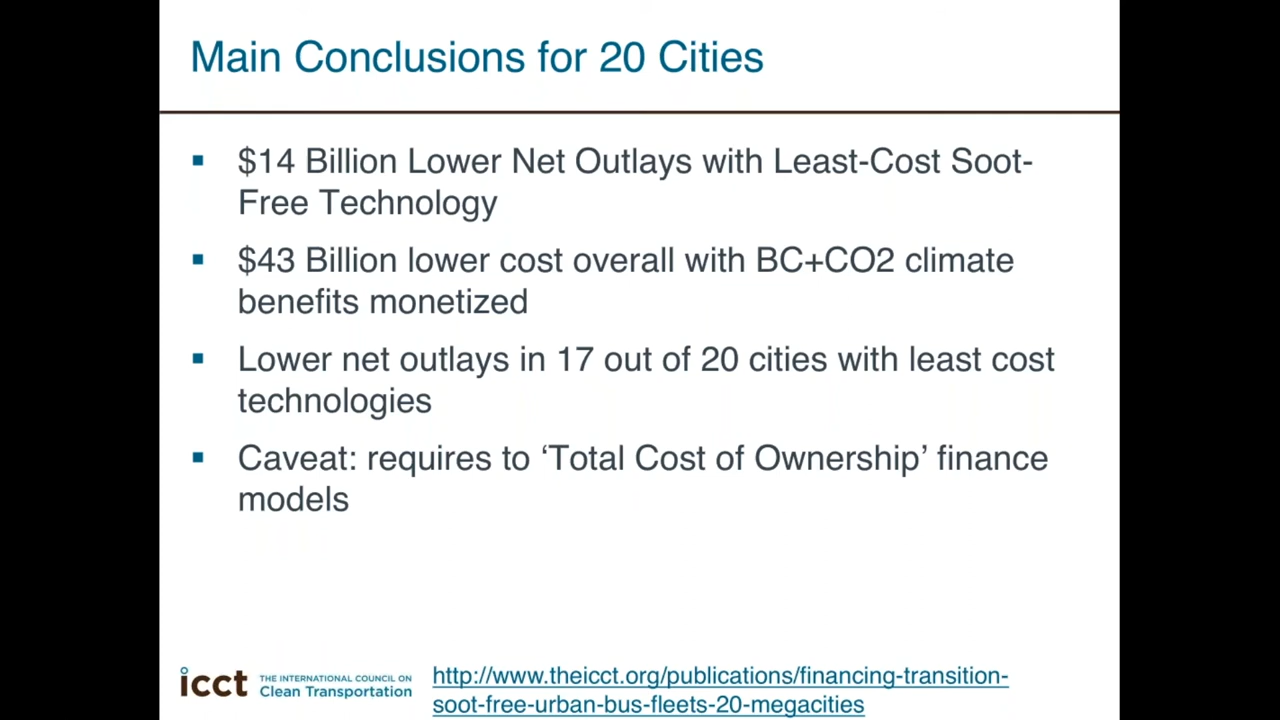 Main Conclusions for 20 Cities
▪ $14 Billion Lower Net Outlays with Least-Cost Soot-
Free Technology
▪ $43 Billion lower cost overall with BC+CO2 climate
benefits monetized
▪ Lower net outlays in 17 out of 20 cities with least cost
technologies
▪ Caveat: requires to ‘Total Cost of Ownership’ finance
models
icct THE INTERNATIONAL COUNCIL ON
Clean Transportation
http://www.theicct.org/publications/financing-transition-
soot-free-urban-bus-fleets-20-megacities